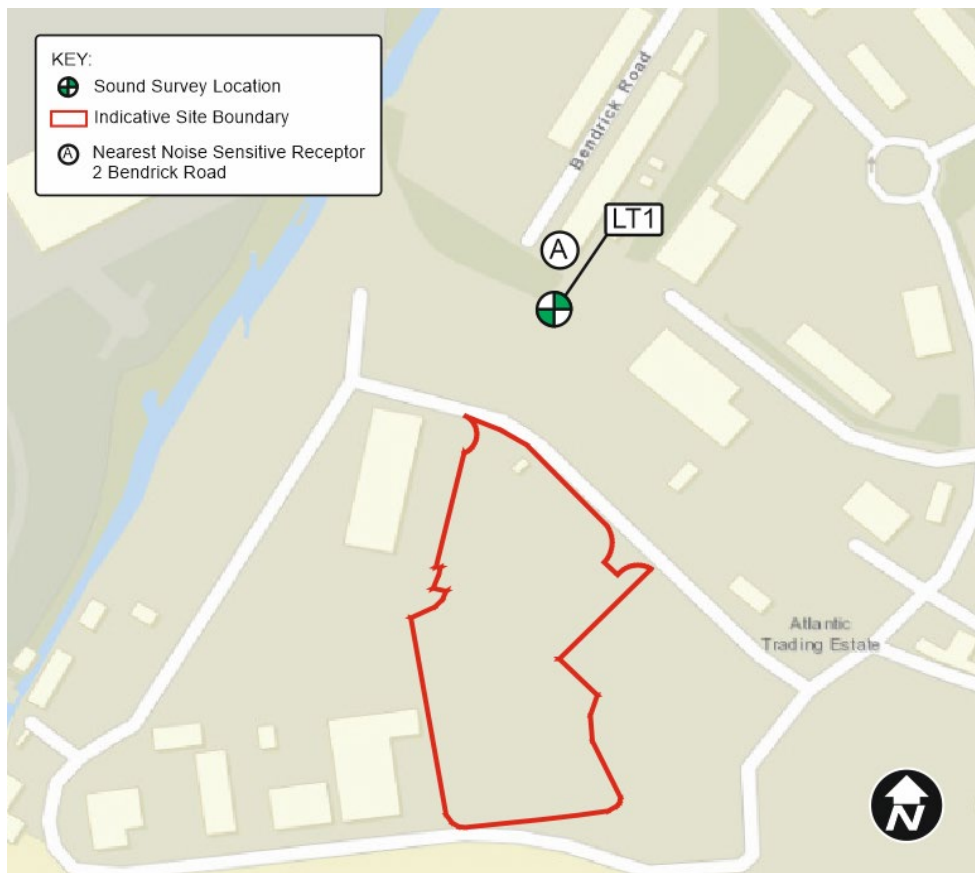 KEY:
Sound Survey Location
Indicative Site Boundary
A
Nearest Noise Sensitive Receptor
2 Bendrick Road
Bendrick Road
LT1
A
Atlantic
Trading Estate
N